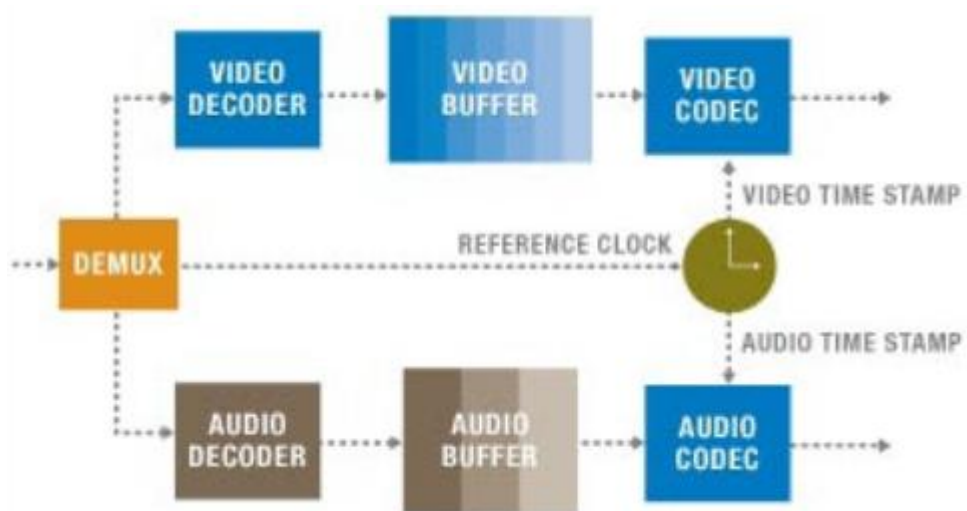 VIDEO
DECODER
VIDEO
BUFFER
VIDEO
CODEC
VIDEO TIME STAMP
DEMUX
REFERENCE CLOCK
AUDIO TIME STAMP
AUDIO
DECODER
AUDIO
BUFFER
AUDIO
CODEC